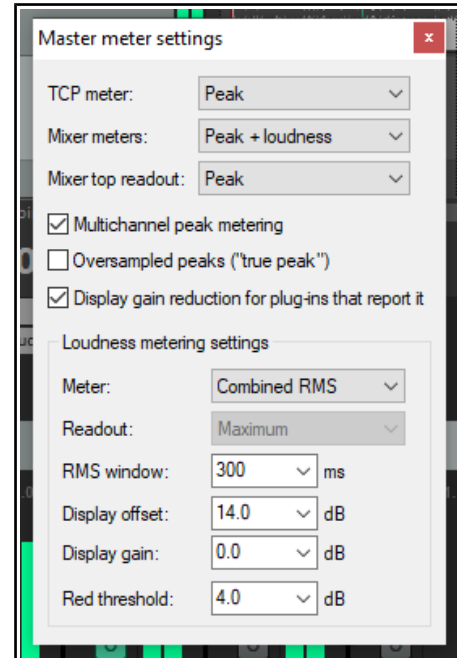 Master meter settings
x
TCP meter: Peak
Mixer meters: Peak + loudness
Mixer top readout: Peak
Multichannel peak metering
Oversampled peaks ("true peak")
Display gain reduction for plug-ins that report it
Loudness metering settings
Meter: Combined RMS
Readout: Maximum
RMS window: 300 ms
Display offset: 14.0 dB
Display gain: 0.0 dB
Red threshold: 4.0 dB